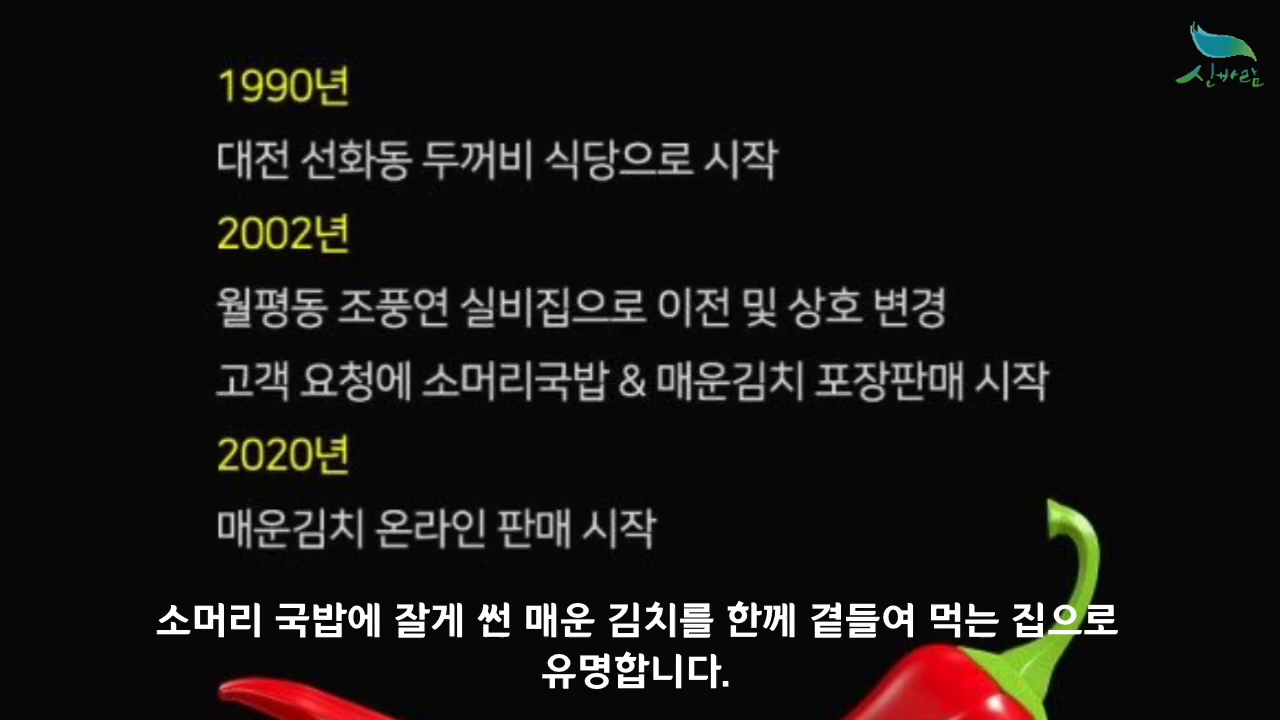 신바람
1990년
대전 선화동 두꺼비 식당으로 시작
2002년
월평동 조풍연 실비집으로 이전 및 상호 변경
고객 요청에 소머리국밥 & 매운김치 포장판매 시작
2020년
매운김치 온라인 판매 시작
소머리 국밥에 잘게 썬 매운 김치를 한께 곁들여 먹는 집으로
유명합니다.